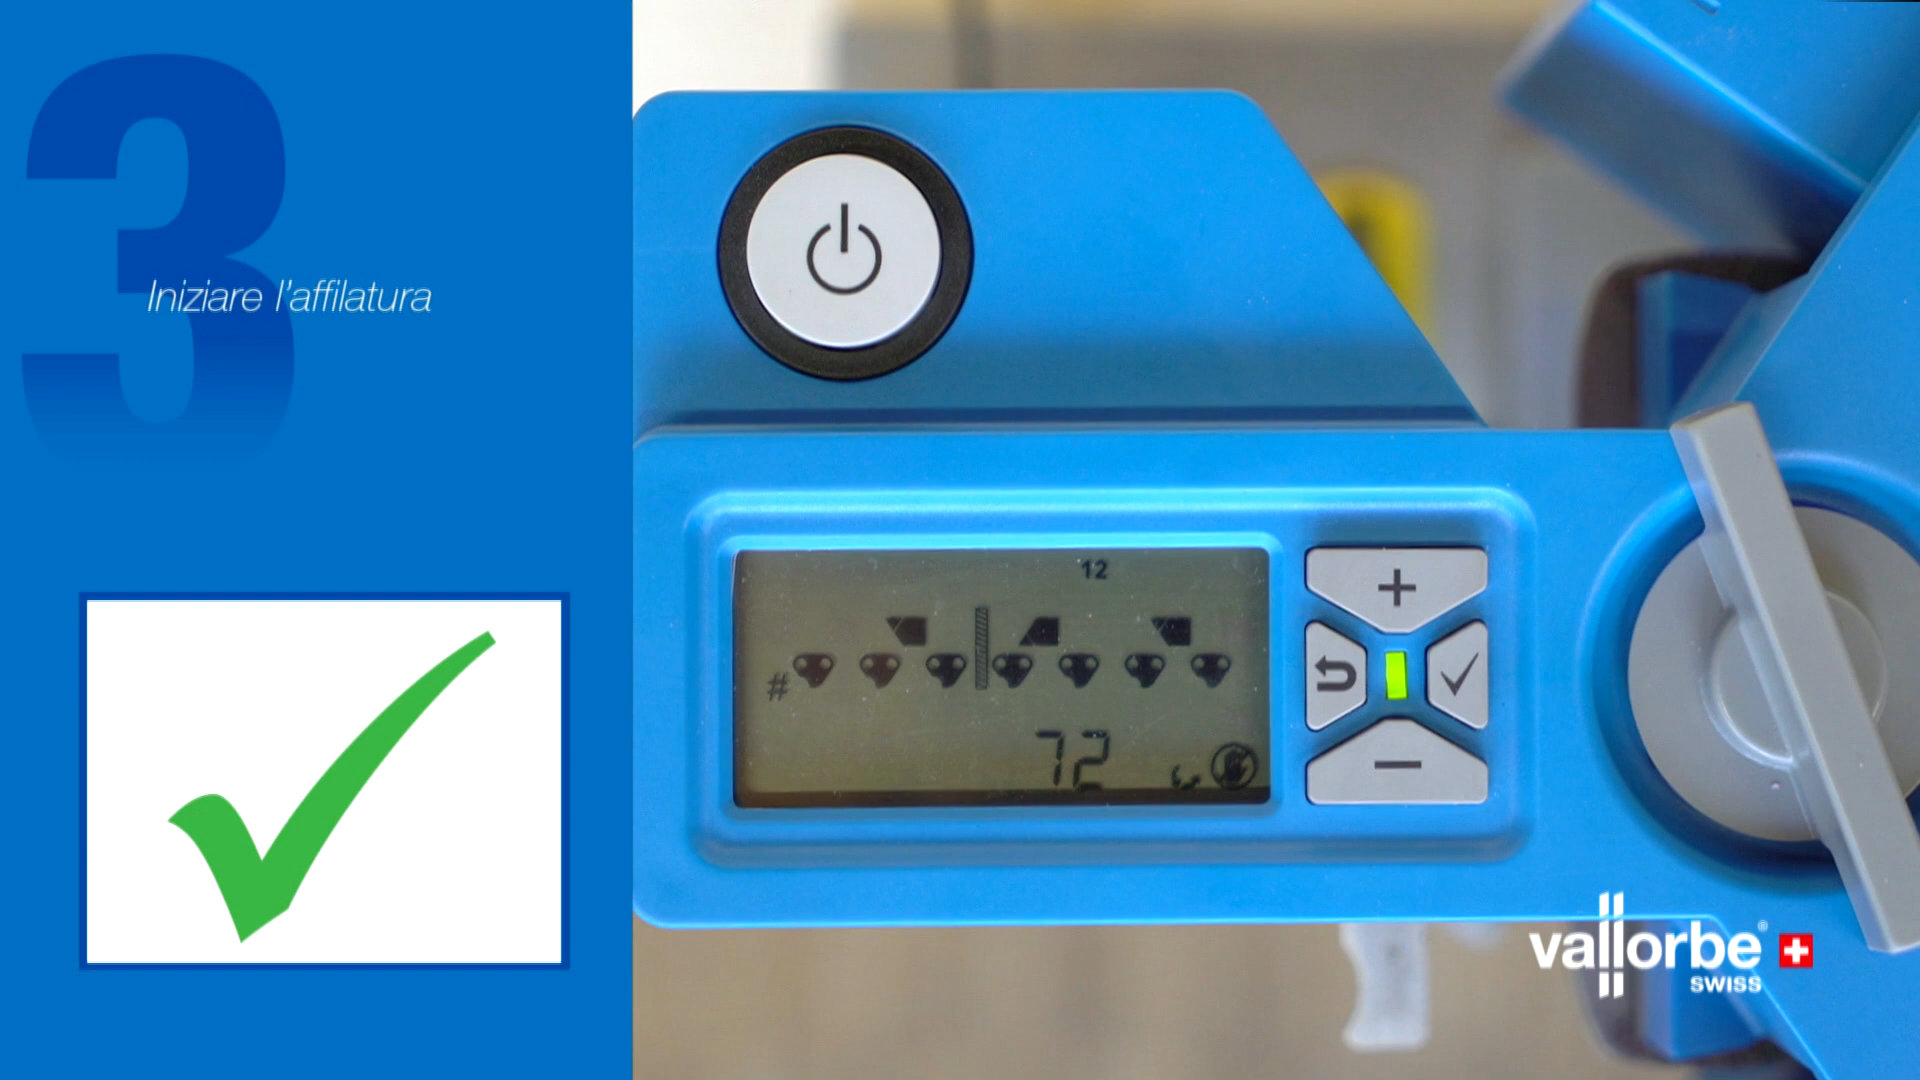 3
Iniziare l'affilatura
12
#
72
+
−
vallorbe®
SWISS